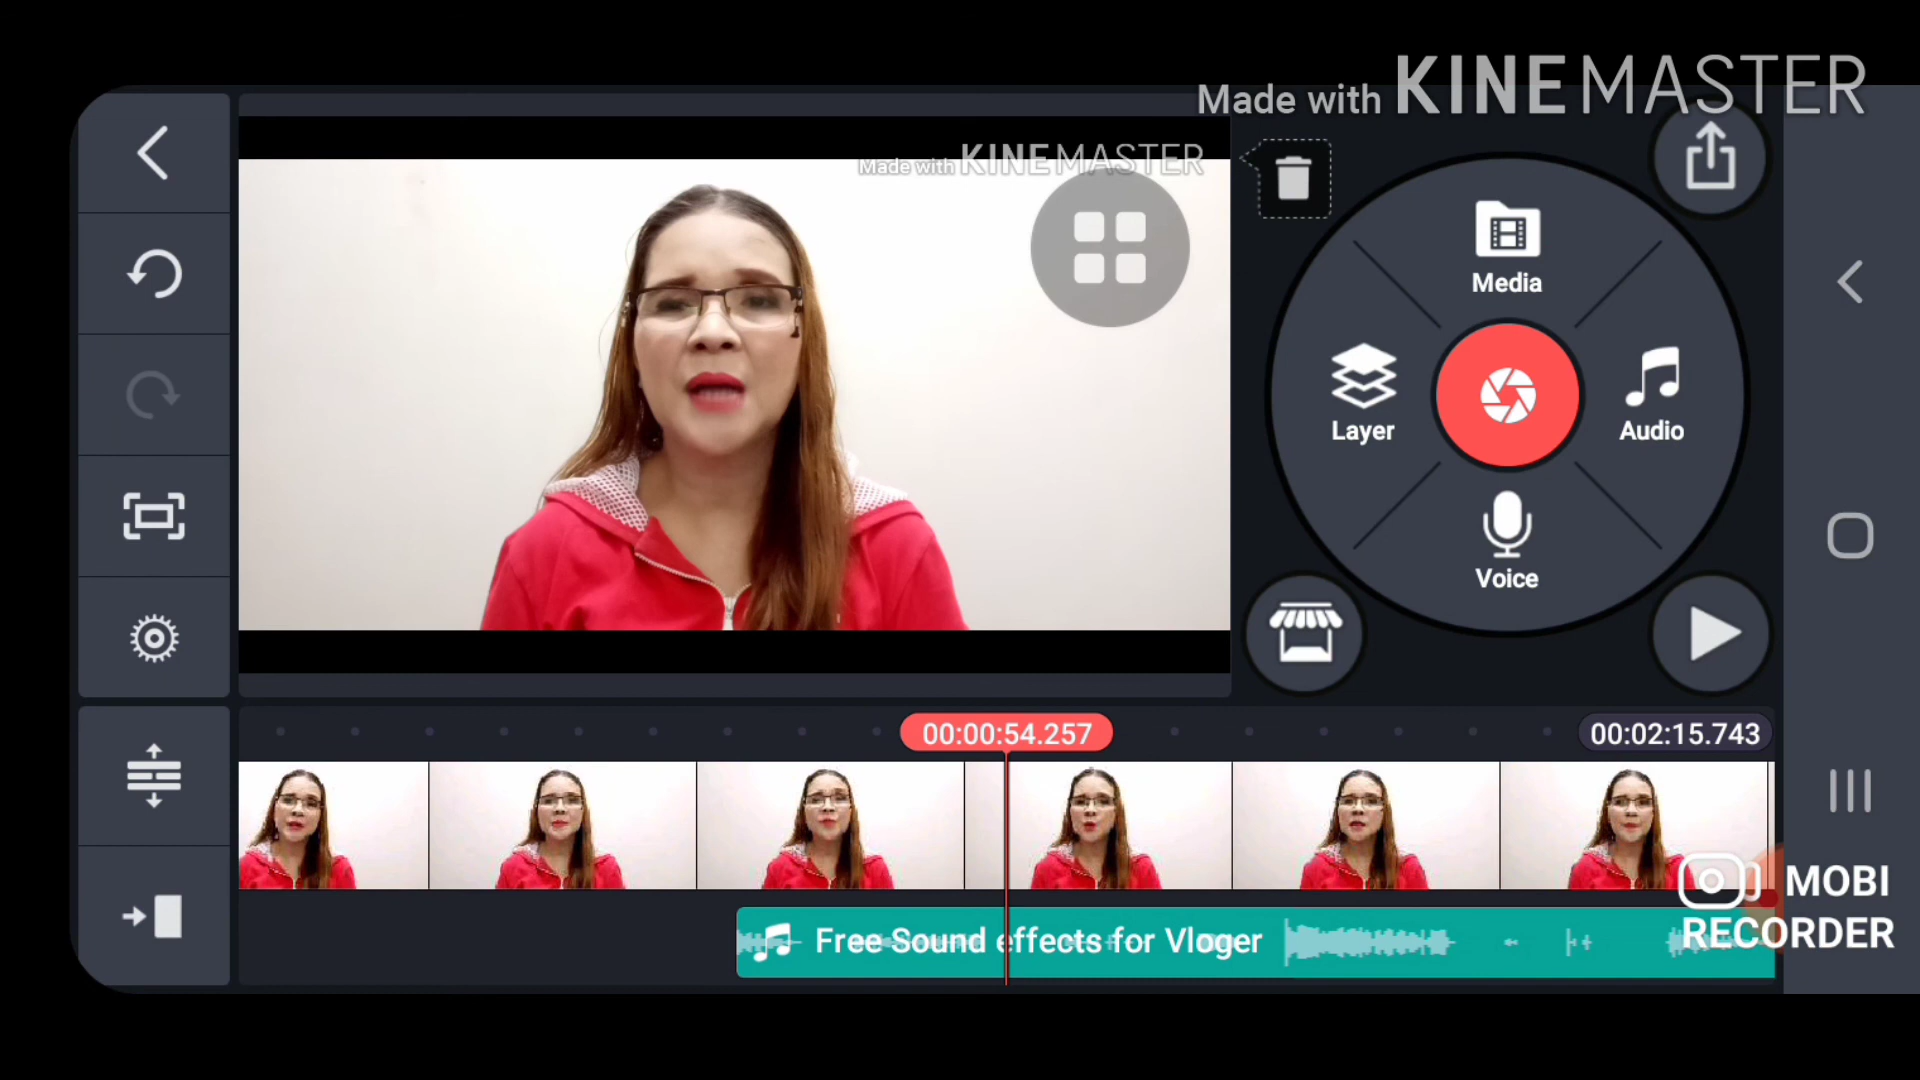 Made with KINEMASTER
Made with KINEMASTER
Media
Layer
Audio
Voice
00:00:54.257
00:02:15.743
Free Sound effects for Vloger
MOBI
RECORDER